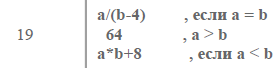 a/(b-4) , если a = b
19 64 , a > b
a*b+8 , если a < b